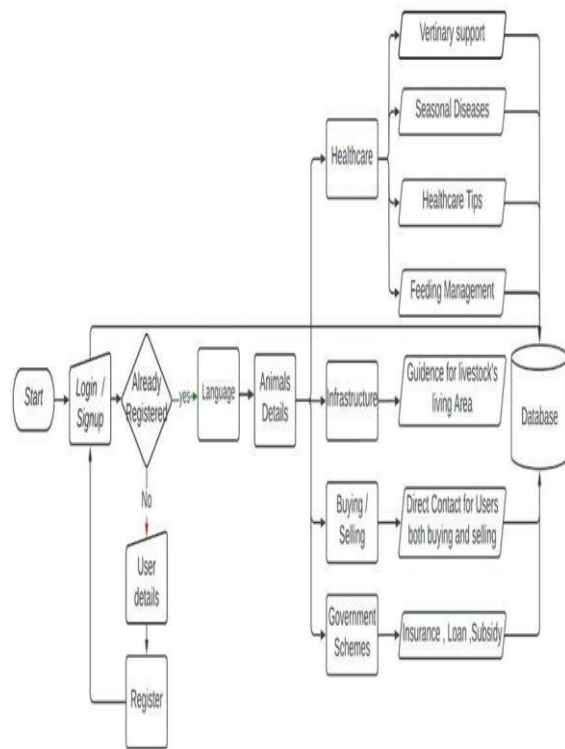 Start
Login /
Signup
Already
Registered
yes
No
User
details
Register
Language
Animals
Details
Healthcare
Vertinary support
Seasonal Diseases
Healthcare Tips
Feeding Management
Infrastructure
Guidence for livestock's
living Area
Buying /
Selling
Direct Contact for Users
both buying and selling
Government
Schemes
Insurance , Loan ,Subsidy
Database